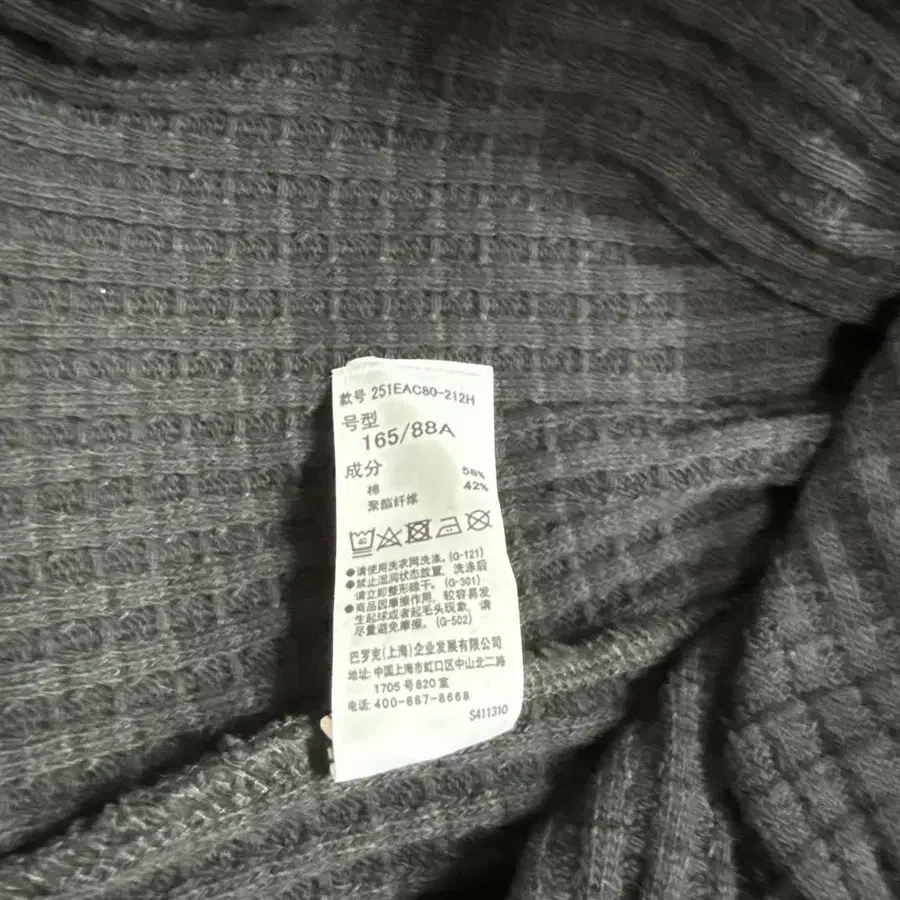 款号 251EAC80-212H
号型
165/88A
成分
棉 58%
聚酯纤维 42%
●请使用洗衣网洗涤。(G-121)
●禁止湿润状态放置，洗涤后
请立即整形晾干。(G-301)
●商品因摩擦作用，较容易发
生起球或者起毛头现象，请
尽量避免摩擦。(G-502)
巴罗克(上海)企业发展有限公司
地址:中国上海市虹口区中山北二路
1705号820室
电话:400-667-8668
S411310